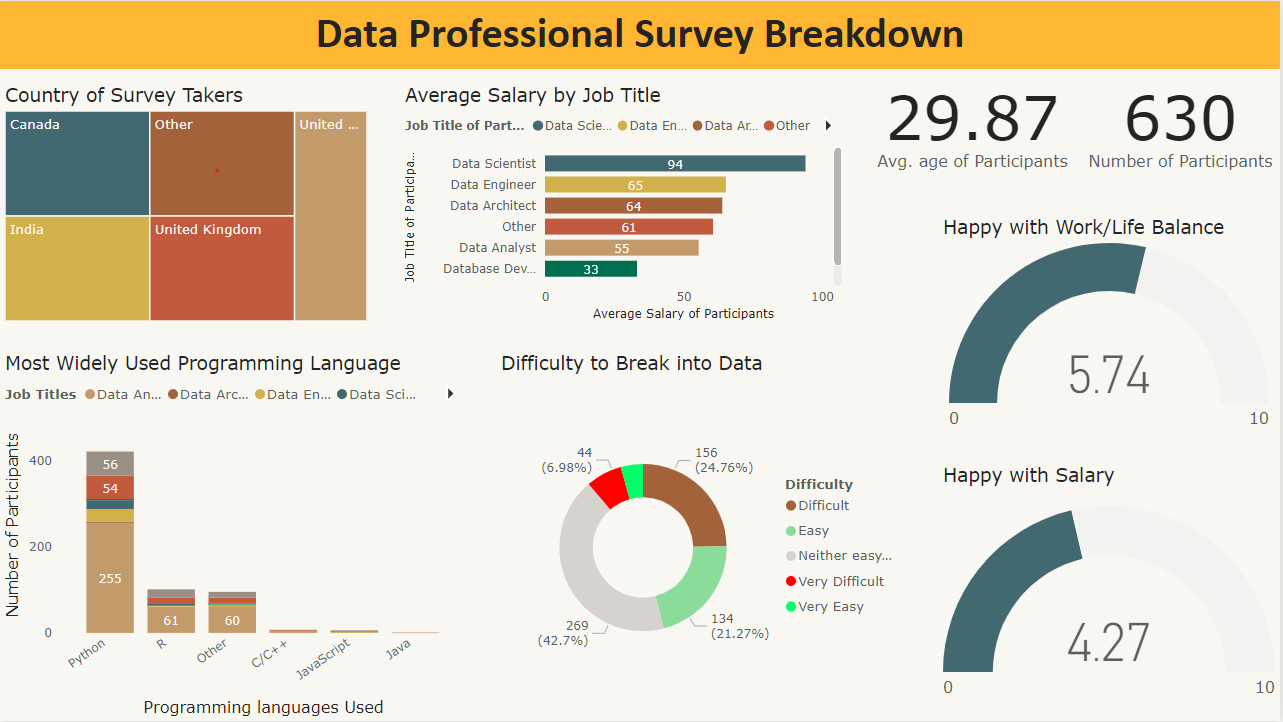 Data Professional Survey Breakdown
Country of Survey Takers
Canada
Other
United ...
India
United Kingdom
Average Salary by Job Title
Job Title of Part... Data Scie... Data En... Data Ar... Other
Job Title of Participa...
Data Scientist 94
Data Engineer 65
Data Architect 64
Other 61
Data Analyst 55
Database Dev... 33
0 50 100
Average Salary of Participants
29.87
Avg. age of Participants
630
Number of Participants
Happy with Work/Life Balance
5.74
0 10
Most Widely Used Programming Language
Job Titles Data An... Data Arc... Data En... Data Sci...
Number of Participants
400
200
0
56
54
255
61
60
Python
R
Other
C/C++
JavaScript
Java
Programming languages Used
Difficulty to Break into Data
44
(6.98%)
156
(24.76%)
269
(42.7%)
134
(21.27%)
Difficulty
Difficult
Easy
Neither easy...
Very Difficult
Very Easy
Happy with Salary
4.27
0 10